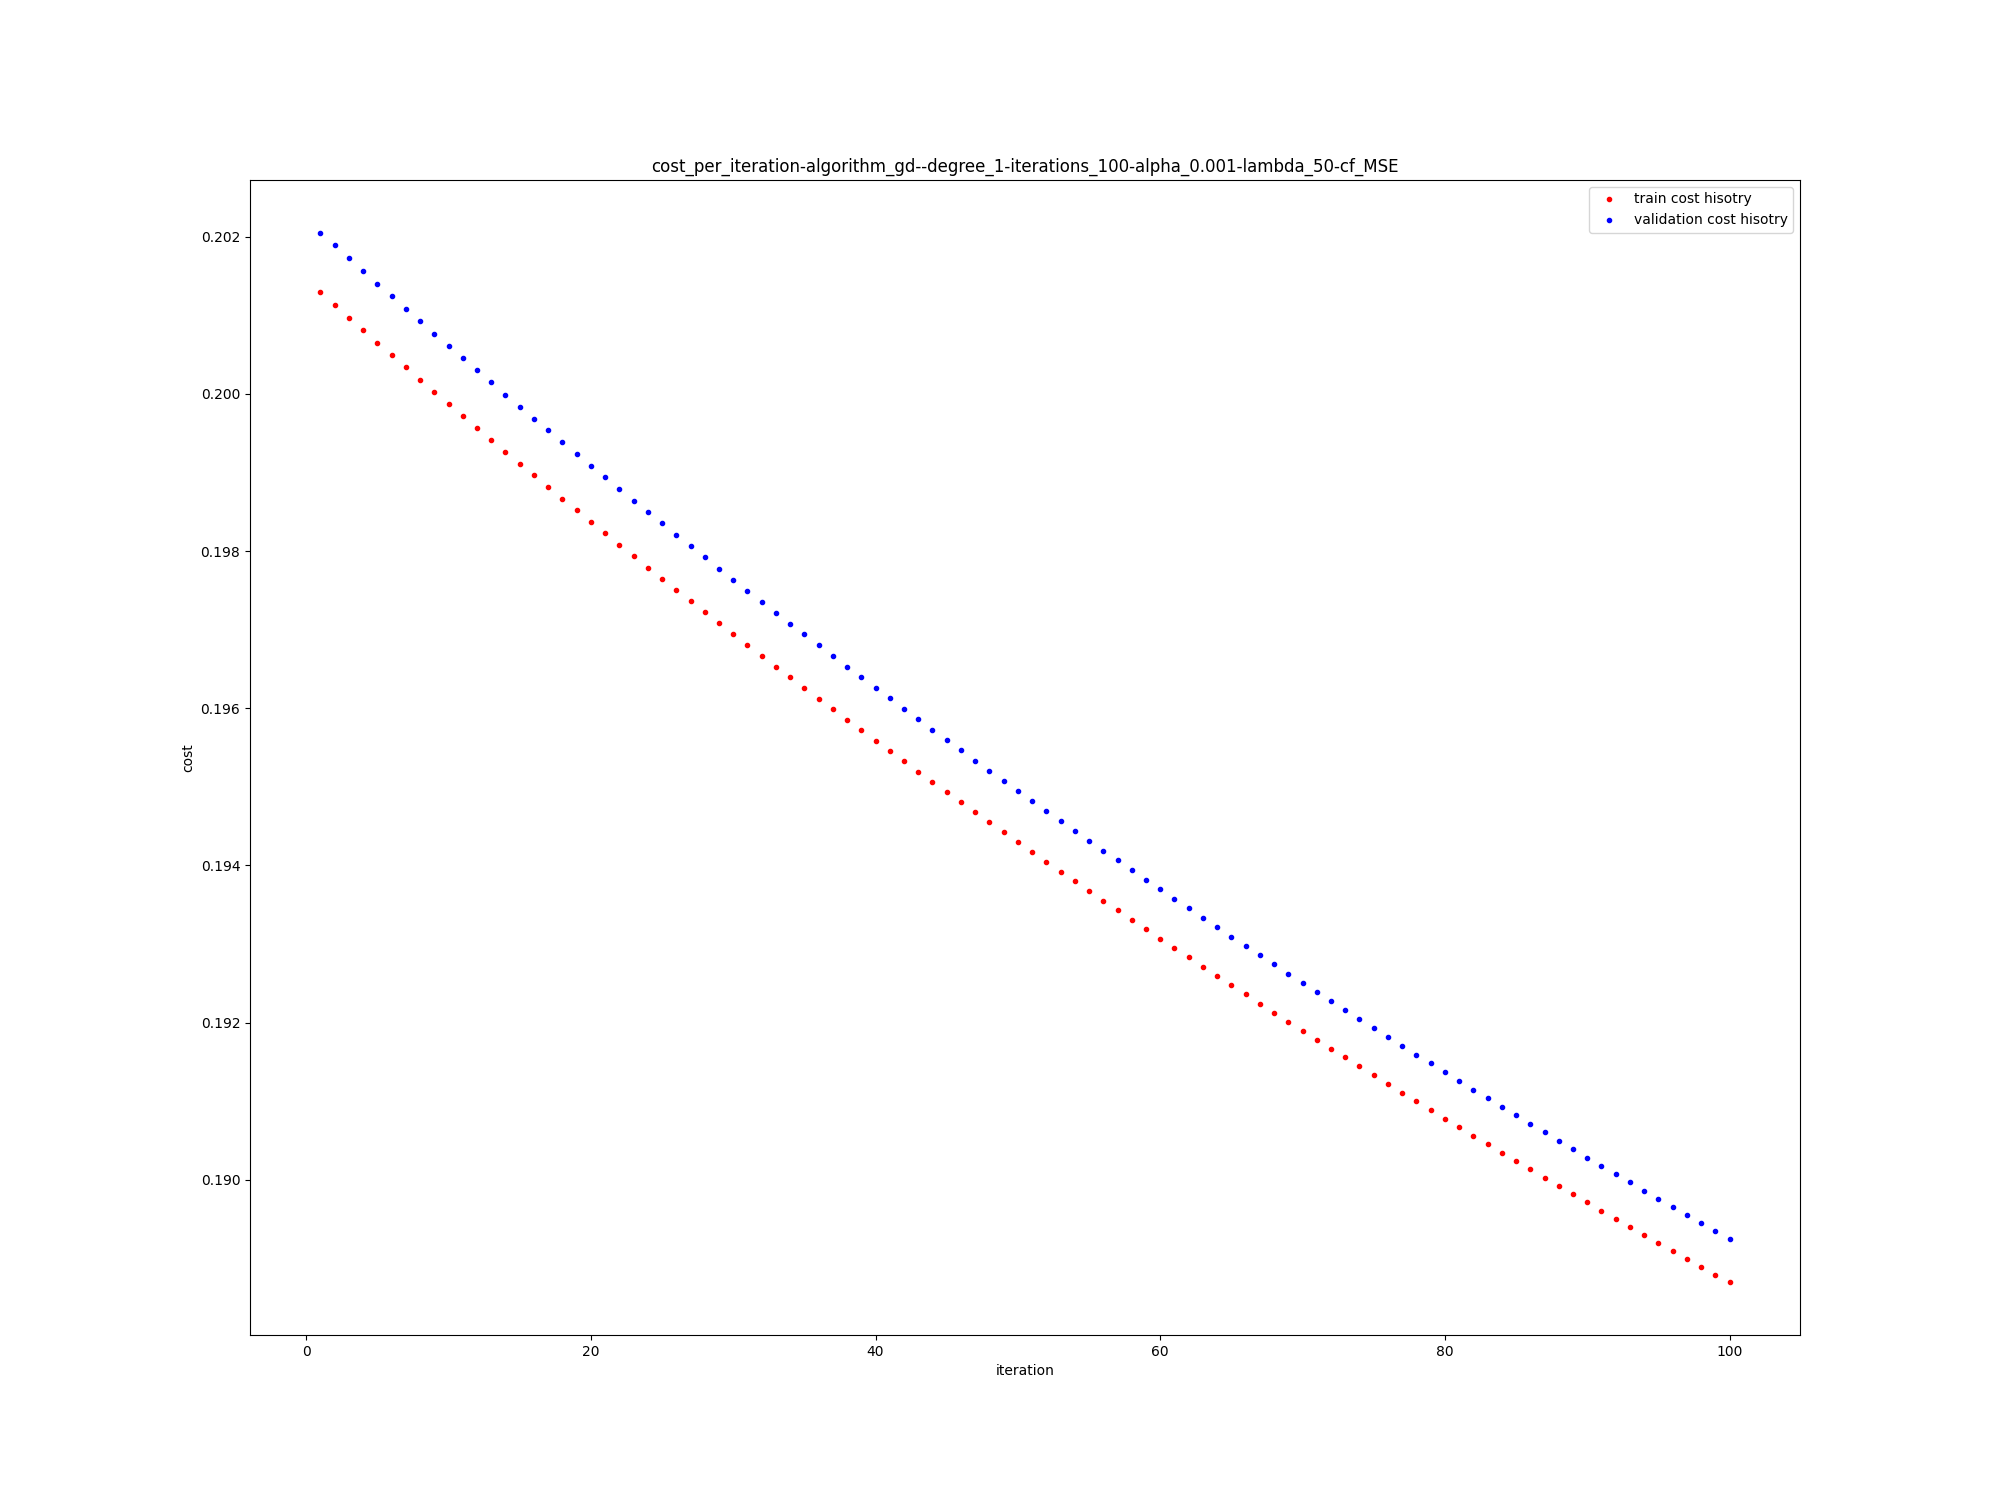 cost_per_iteration-algorithm_gd--degree_1-iterations_100-alpha_0.001-lambda_50-cf_MSE
train cost hisotry
validation cost hisotry
0.202
0.200
0.198
0.196
0.194
0.192
0.190
cost
0 20 40 60 80 100
iteration